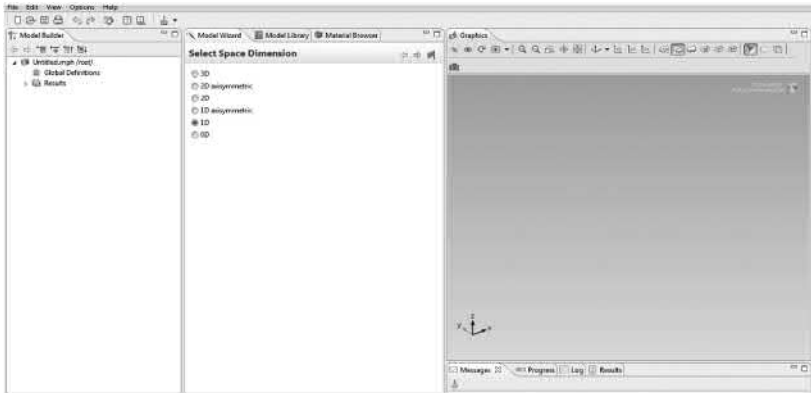 File Edit View Options Help
Model Builder
Untitled.mph (root)
Global Definitions
Results
Model Wizard Model Library Material Browser
Select Space Dimension
3D
2D axisymmetric
2D
1D axisymmetric
1D
0D
Graphics
z
y x
Messages Progress Log Results